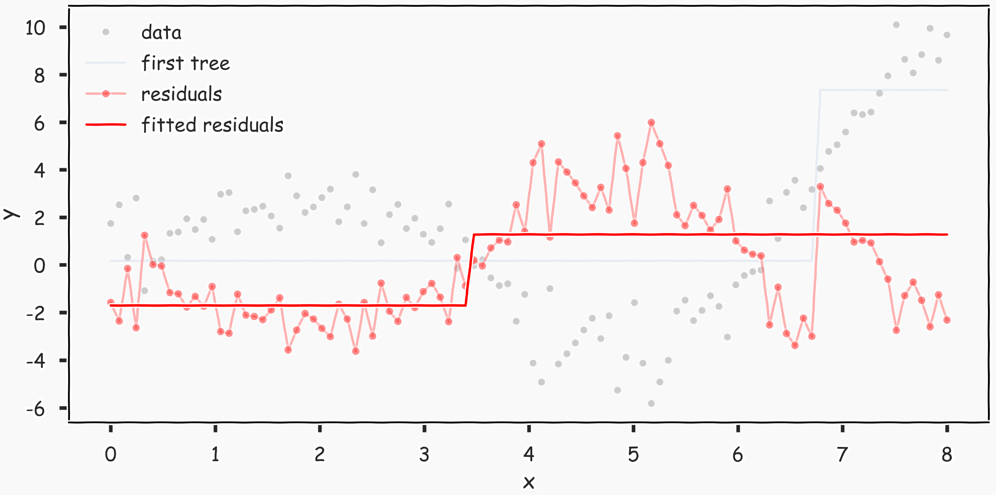 data
first tree
residuals
fitted residuals
10
8
6
4
2
0
-2
-4
-6
y
0 1 2 3 4 5 6 7 8
x